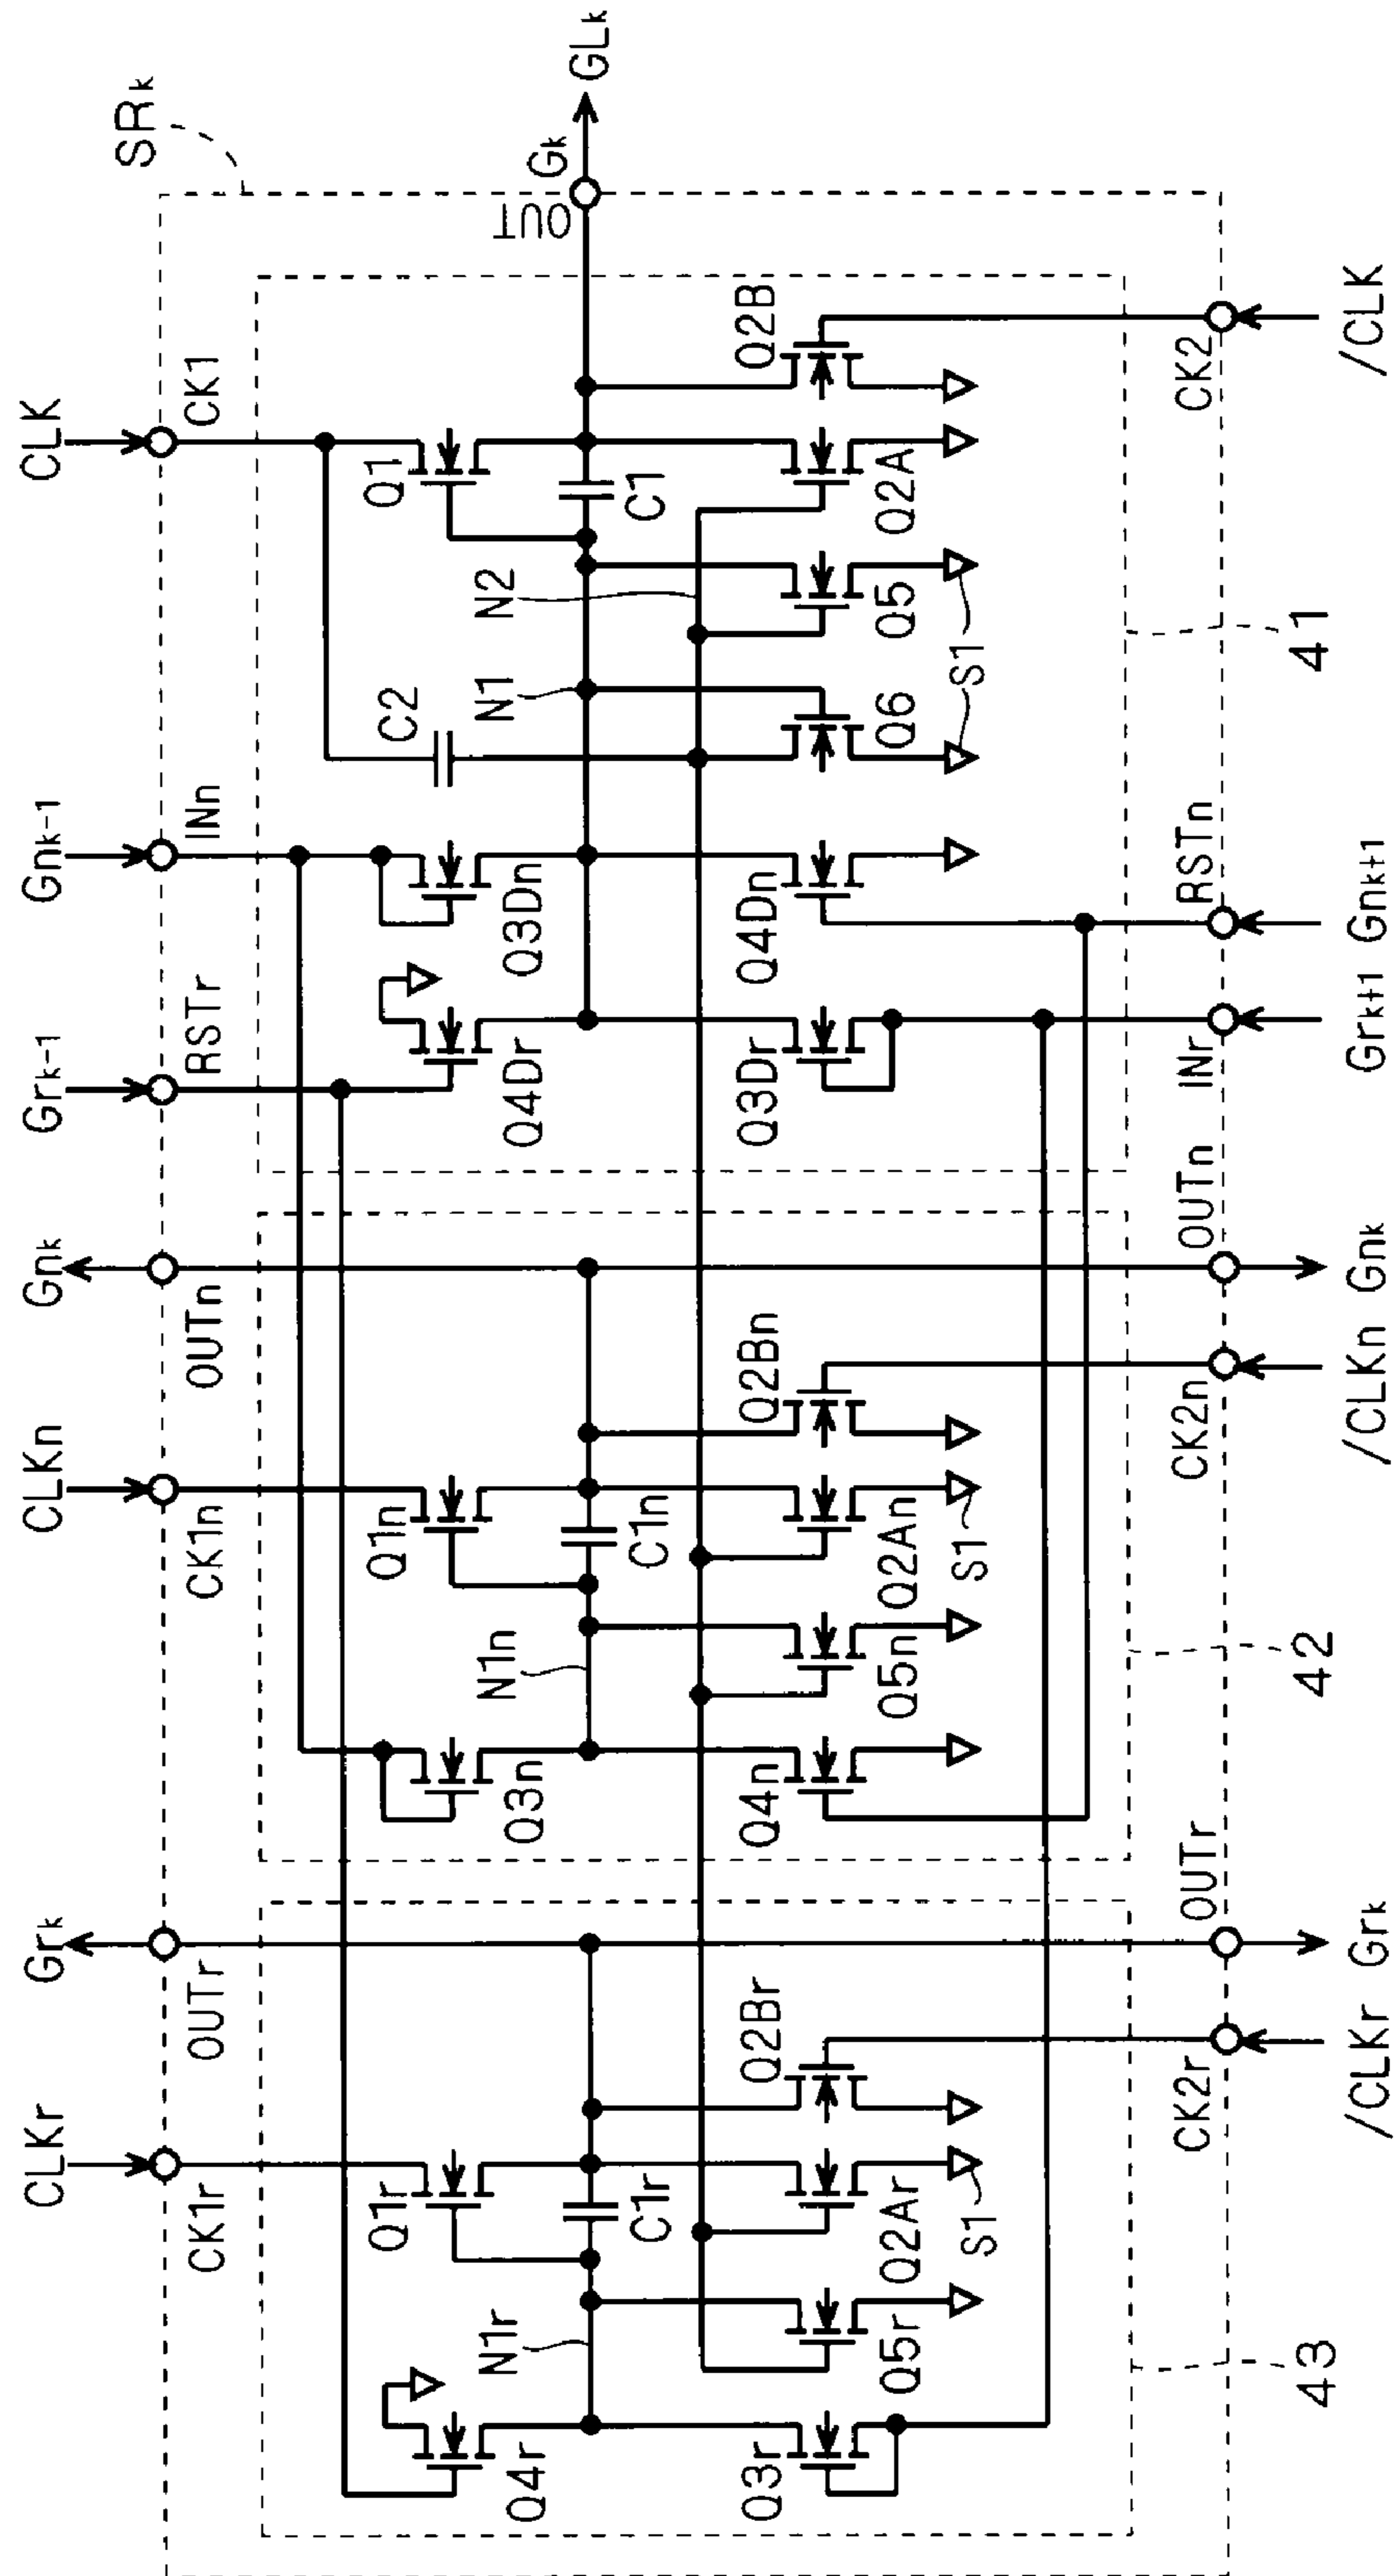 SRk
CLK
Gnk-1
Grk-1
Gnk
CLKn
Grk
CLKr
CK1
INn
RSTr
OUTn
CK1n
OUTr
CK1r
Gk
GLk
OUT
Q1
C2
Q3Dn
Q4Dr
Q1n
Q3n
Q1r
Q4r
N1
N2
C1
N1n
C1n
N1r
C1r
Q2B
Q2A
Q5
Q6
Q4Dn
Q3Dr
Q2Bn
Q2An
Q5n
Q4n
Q2Br
Q2Ar
Q5r
Q3r
S1
S1
S1
41
42
43
CK2
RSTn
INr
OUTn
CK2n
OUTr
CK2r
/CLK
Gnk+1
Grk+1
Gnk
/CLKn
Grk
/CLKr